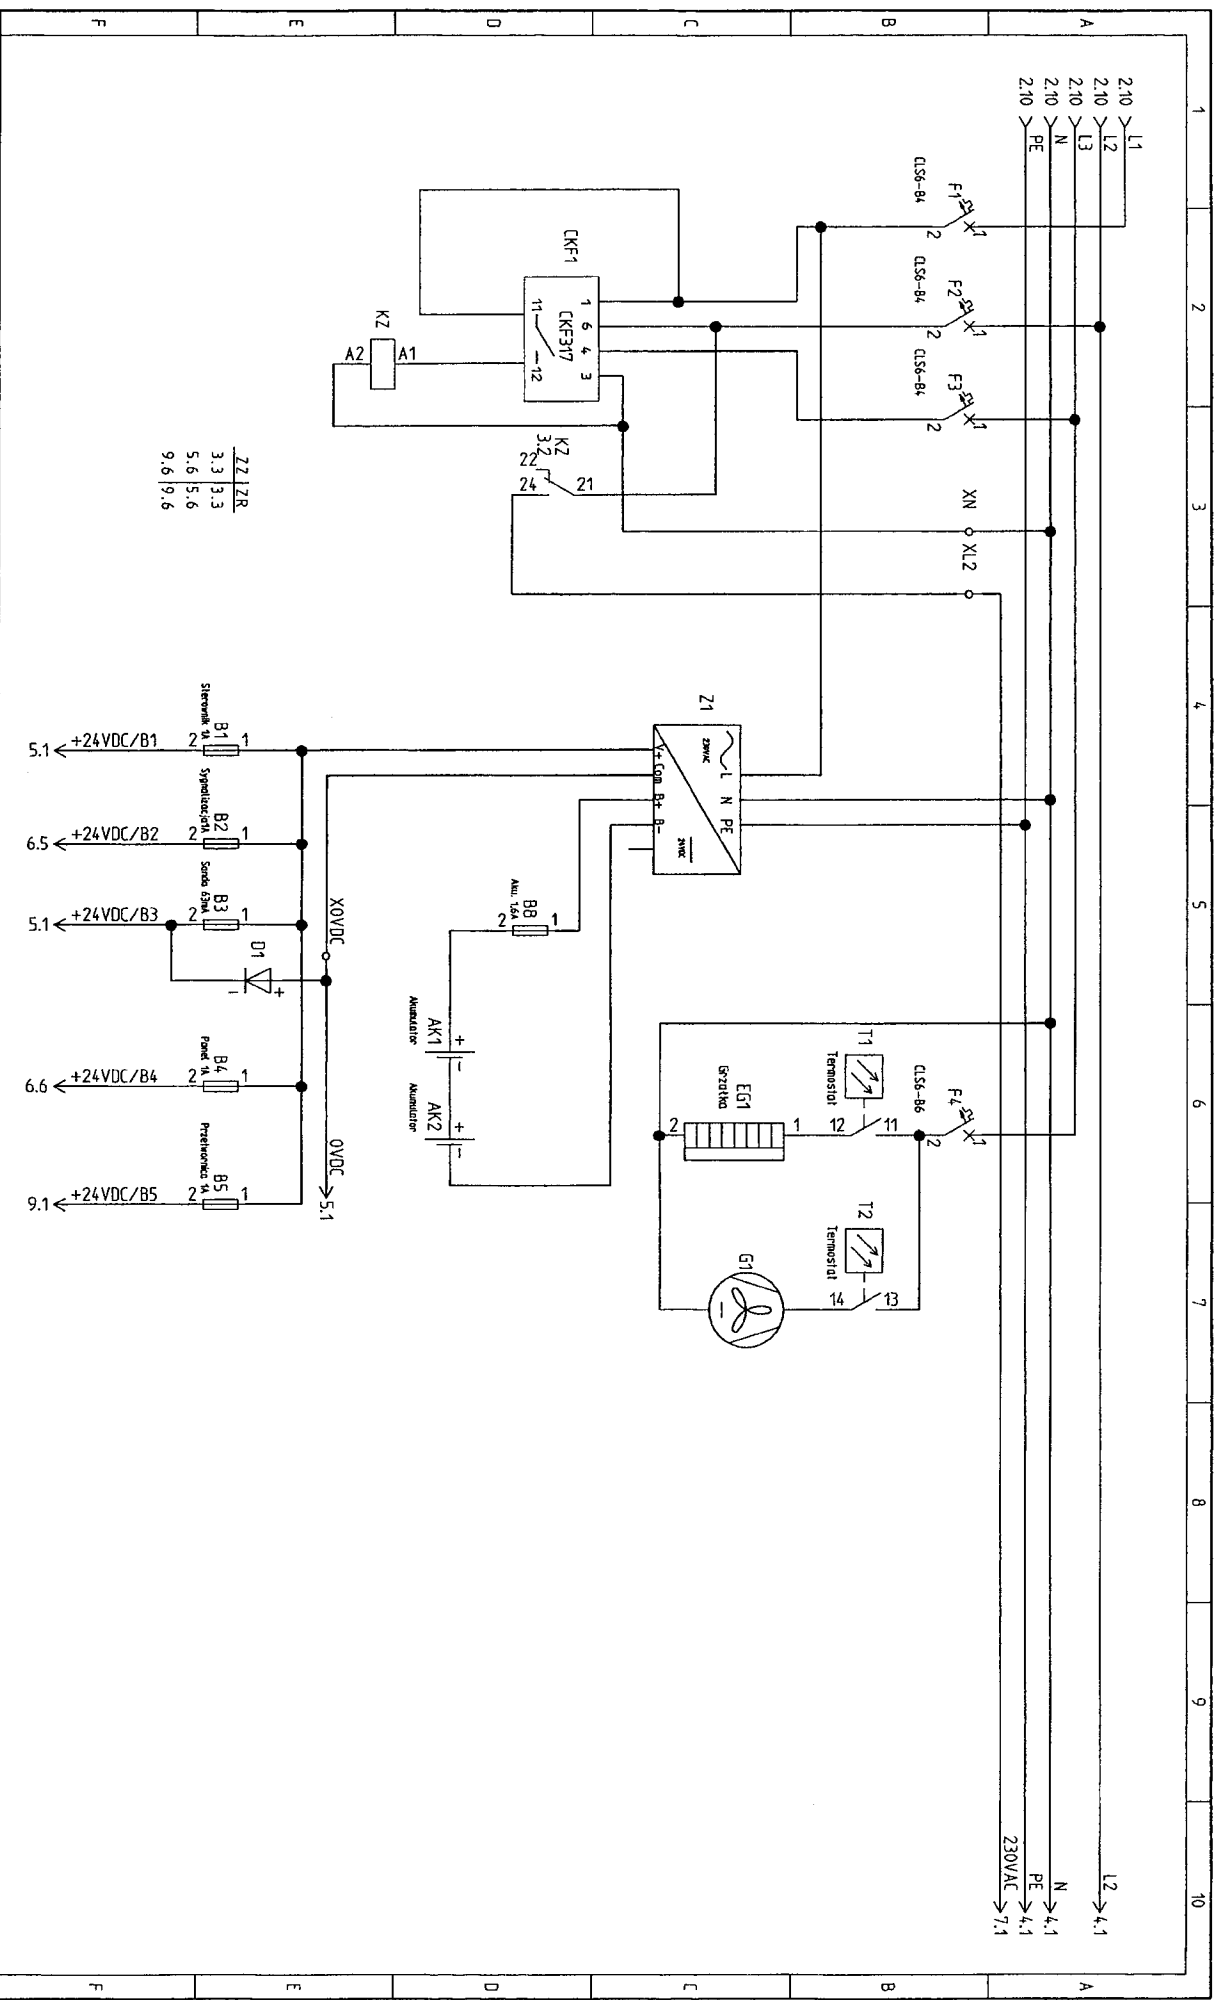 1 2 3 4 5 6 7 8 9 10
A
B
C
D
E
F
A
B
C
D
E
F
2.10 L1
2.10 L2
2.10 L3
2.10 N
2.10 PE
L2 4.1
N 4.1
PE 4.1
230VAC 7.1
F1
CLS6-B4
1
2
F2
CLS6-B4
1
2
F3
CLS6-B4
1
2
XN
XL2
F4
CLS6-B6
1
2
T1
Termostat
11
12
T2
Termostat
13
14
EG1
Grzałka
1
2
G1
CKF1
1 6 4 3
CKF317
11
12
KZ
A1
A2
KZ
3.2
21
22
24
Z1
L N PE
230VAC
24VDC
V+ Com B+ B-
B8
Aku. 1,6A
1
2
AK1
Akumulator
+
-
AK2
Akumulator
+
-
X0VDC
0VDC
5.1
D1
+
-
ZZ ZR
3.3 3.3
5.6 5.6
9.6 9.6
B1
Sterownik 1A
1
2
+24VDC/B1
5.1
B2
Sygnalizacja1A
1
2
+24VDC/B2
6.5
B3
Sonda 63mA
1
2
+24VDC/B3
5.1
B4
Panel 1A
1
2
+24VDC/B4
6.6
B5
Przetwornica 1A
1
2
+24VDC/B5
9.1